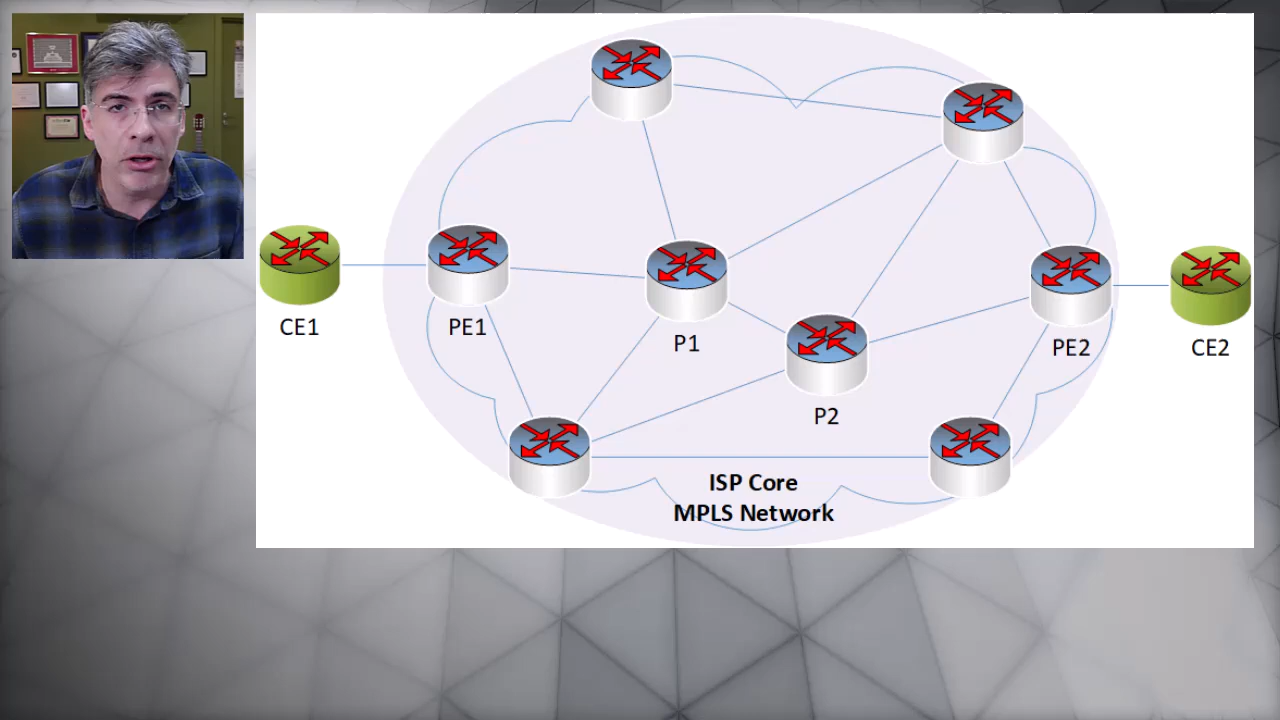 CE1
PE1
P1
P2
PE2
CE2
ISP Core
MPLS Network